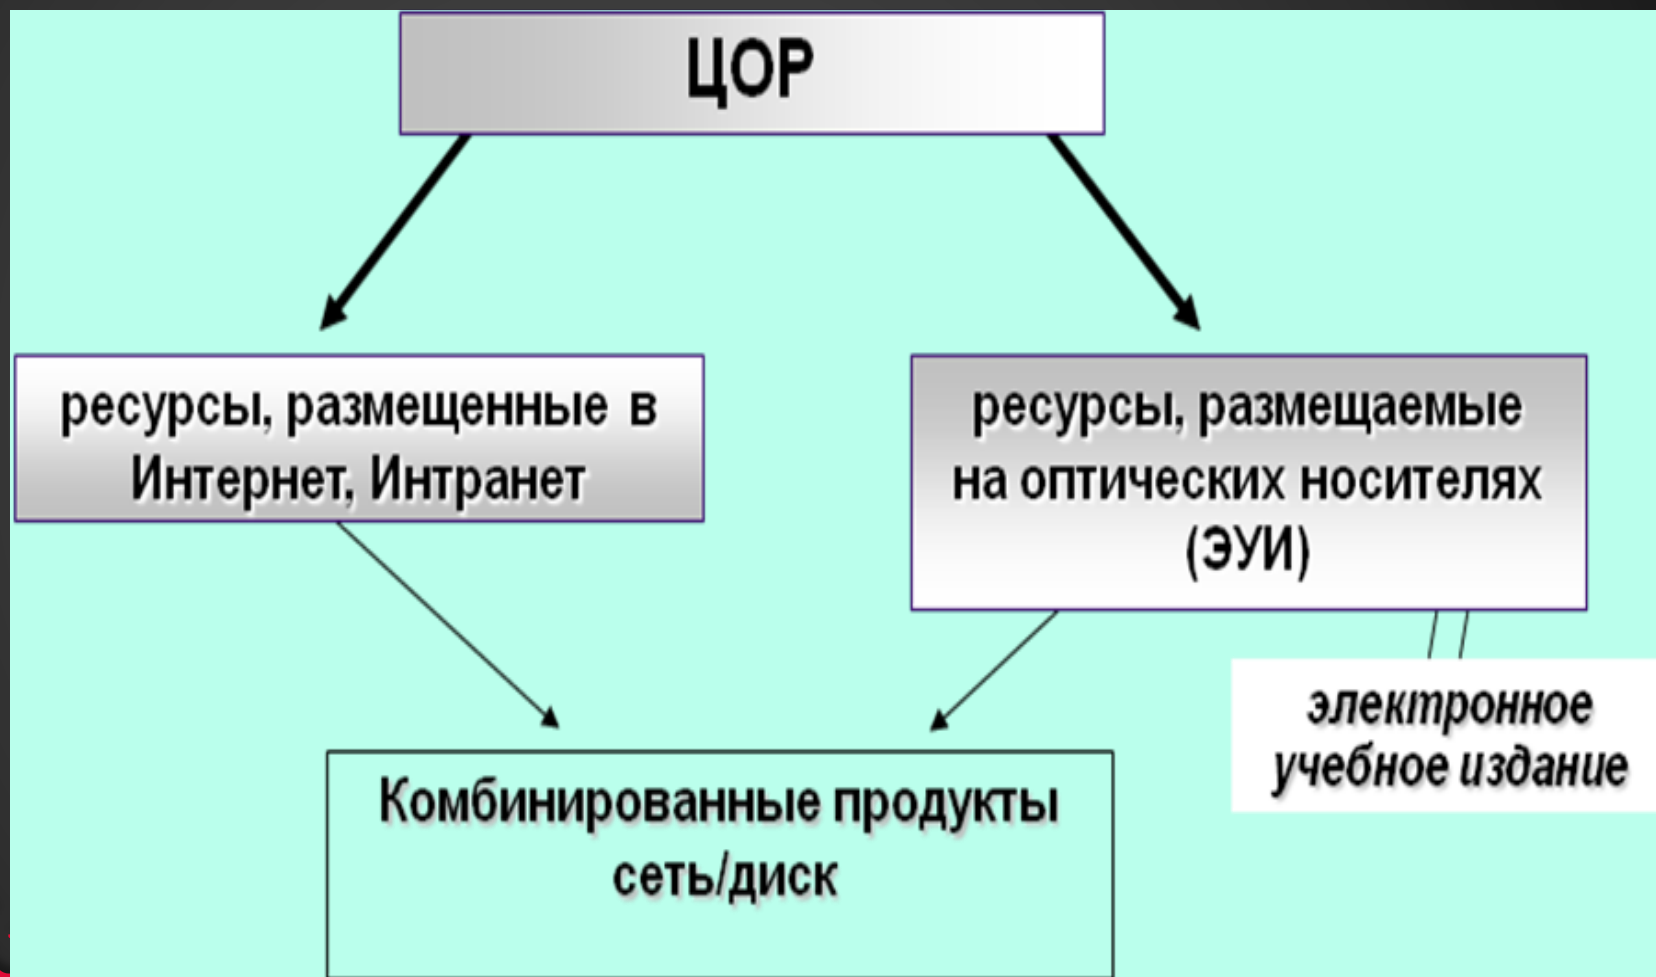 ЦОР
ресурсы, размещенные в
Интернет, Интранет
ресурсы, размещаемые
на оптических носителях
(ЭУИ)
электронное
учебное издание
Комбинированные продукты
сеть/диск